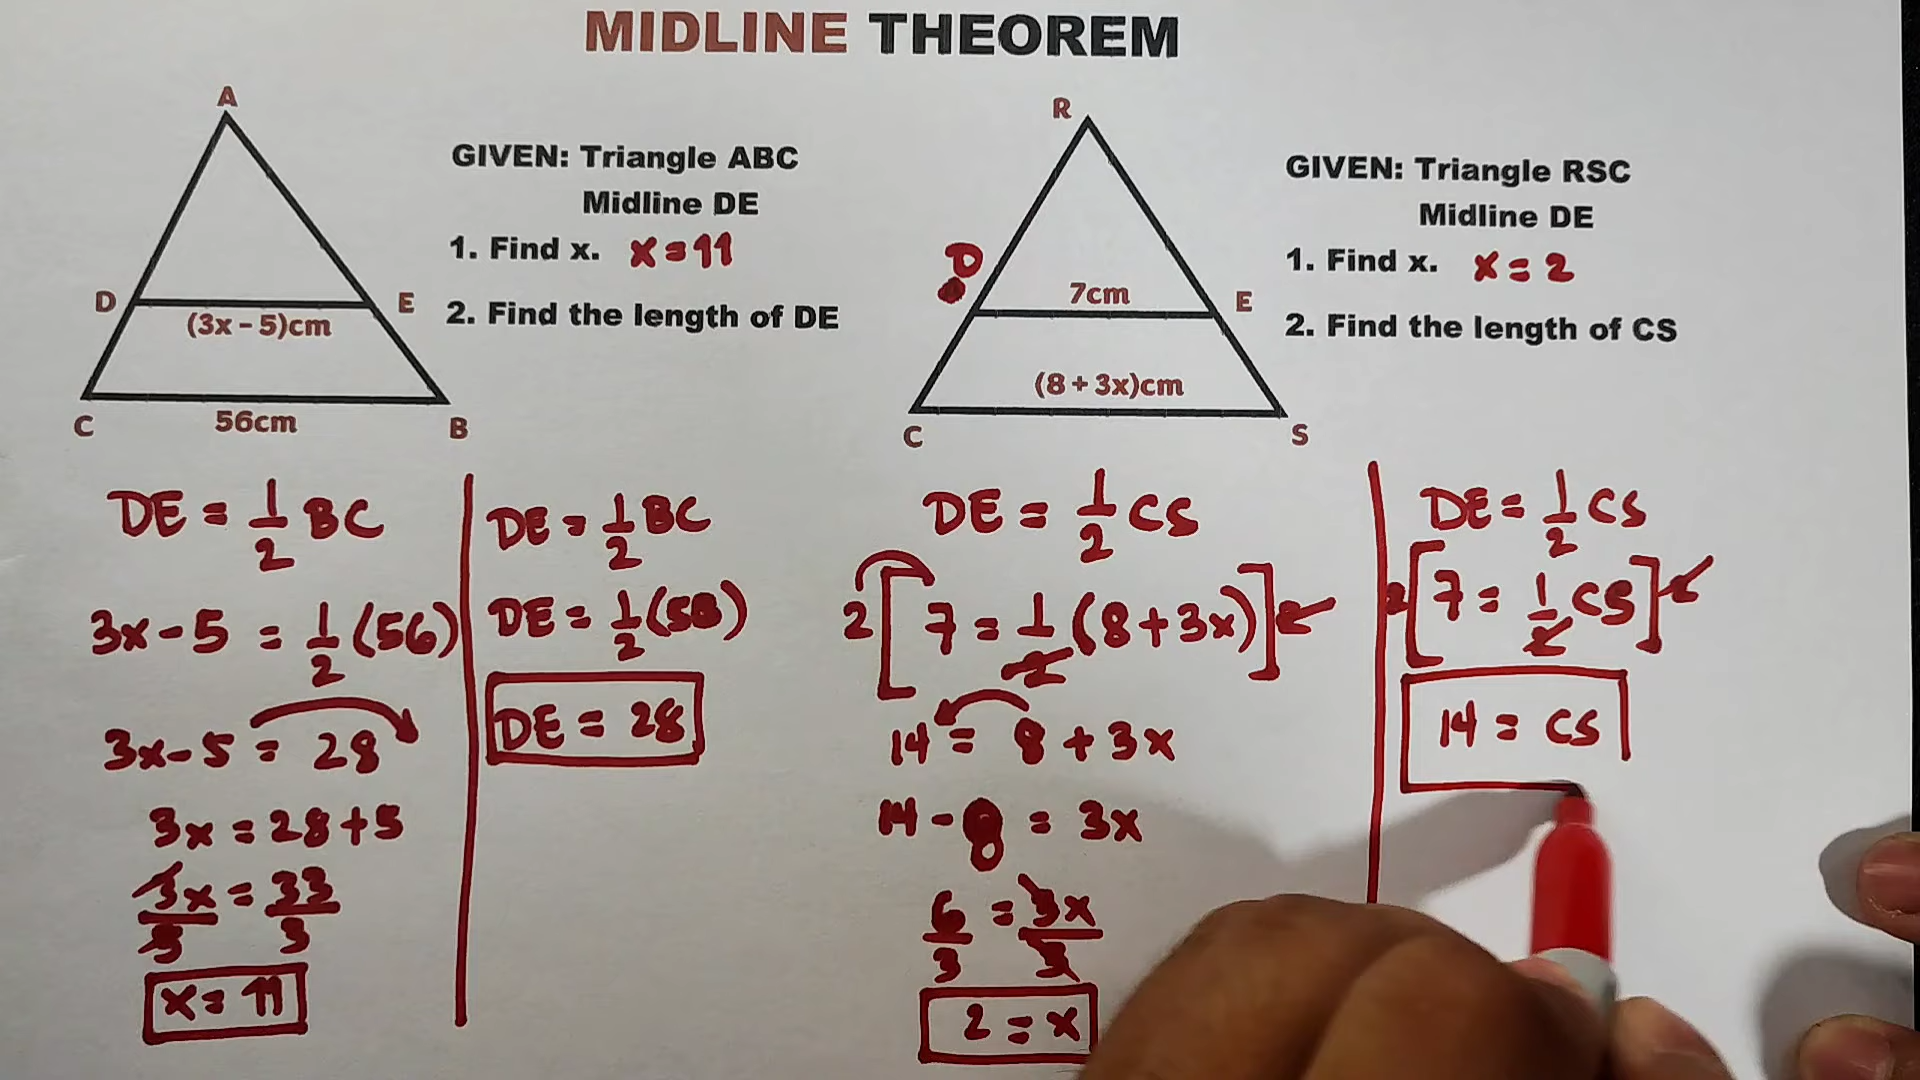 MIDLINE THEOREM
A
GIVEN: Triangle ABC
Midline DE
1. Find x. x = 11
2. Find the length of DE
D
E
(3x – 5)cm
C
56cm
B
R
GIVEN: Triangle RSC
Midline DE
1. Find x. x = 2
2. Find the length of CS
D
7cm
E
(8 + 3x)cm
C
S
DE = 1/2 BC
3x - 5 = 1/2 (56)
3x - 5 = 28
3x = 28 + 5
3x/3 = 33/3
x = 11
DE = 1/2 BC
DE = 1/2 (56)
DE = 28
DE = 1/2 CS
2 [ 7 = 1/2 (8 + 3x) ] 2
14 = 8 + 3x
14 - 8 = 3x
6/3 = 3x/3
2 = x
DE = 1/2 CS
2 [ 7 = 1/2 CS ] 2
14 = CS